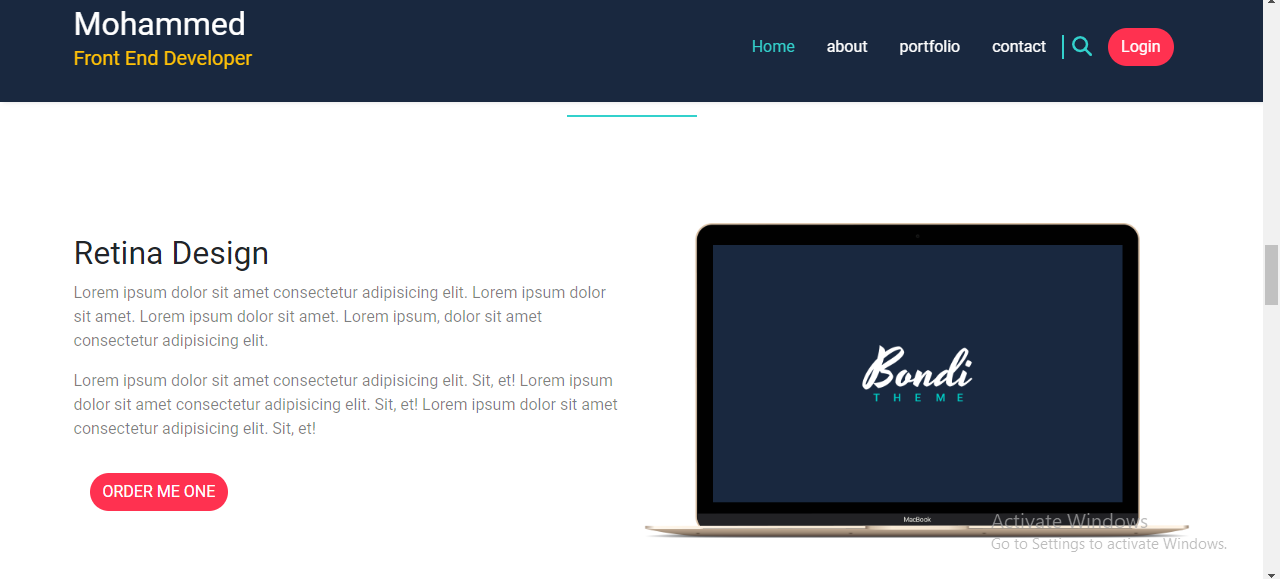 Mohammed
Front End Developer
Home about portfolio contact Login
Retina Design
Lorem ipsum dolor sit amet consectetur adipisicing elit. Lorem ipsum dolor
sit amet. Lorem ipsum dolor sit amet. Lorem ipsum, dolor sit amet
consectetur adipisicing elit.
Lorem ipsum dolor sit amet consectetur adipisicing elit. Sit, et! Lorem ipsum
dolor sit amet consectetur adipisicing elit. Sit, et! Lorem ipsum dolor sit amet
consectetur adipisicing elit. Sit, et!
ORDER ME ONE
Bondi
THEME
MacBook
Activate Windows
Go to Settings to activate Windows.